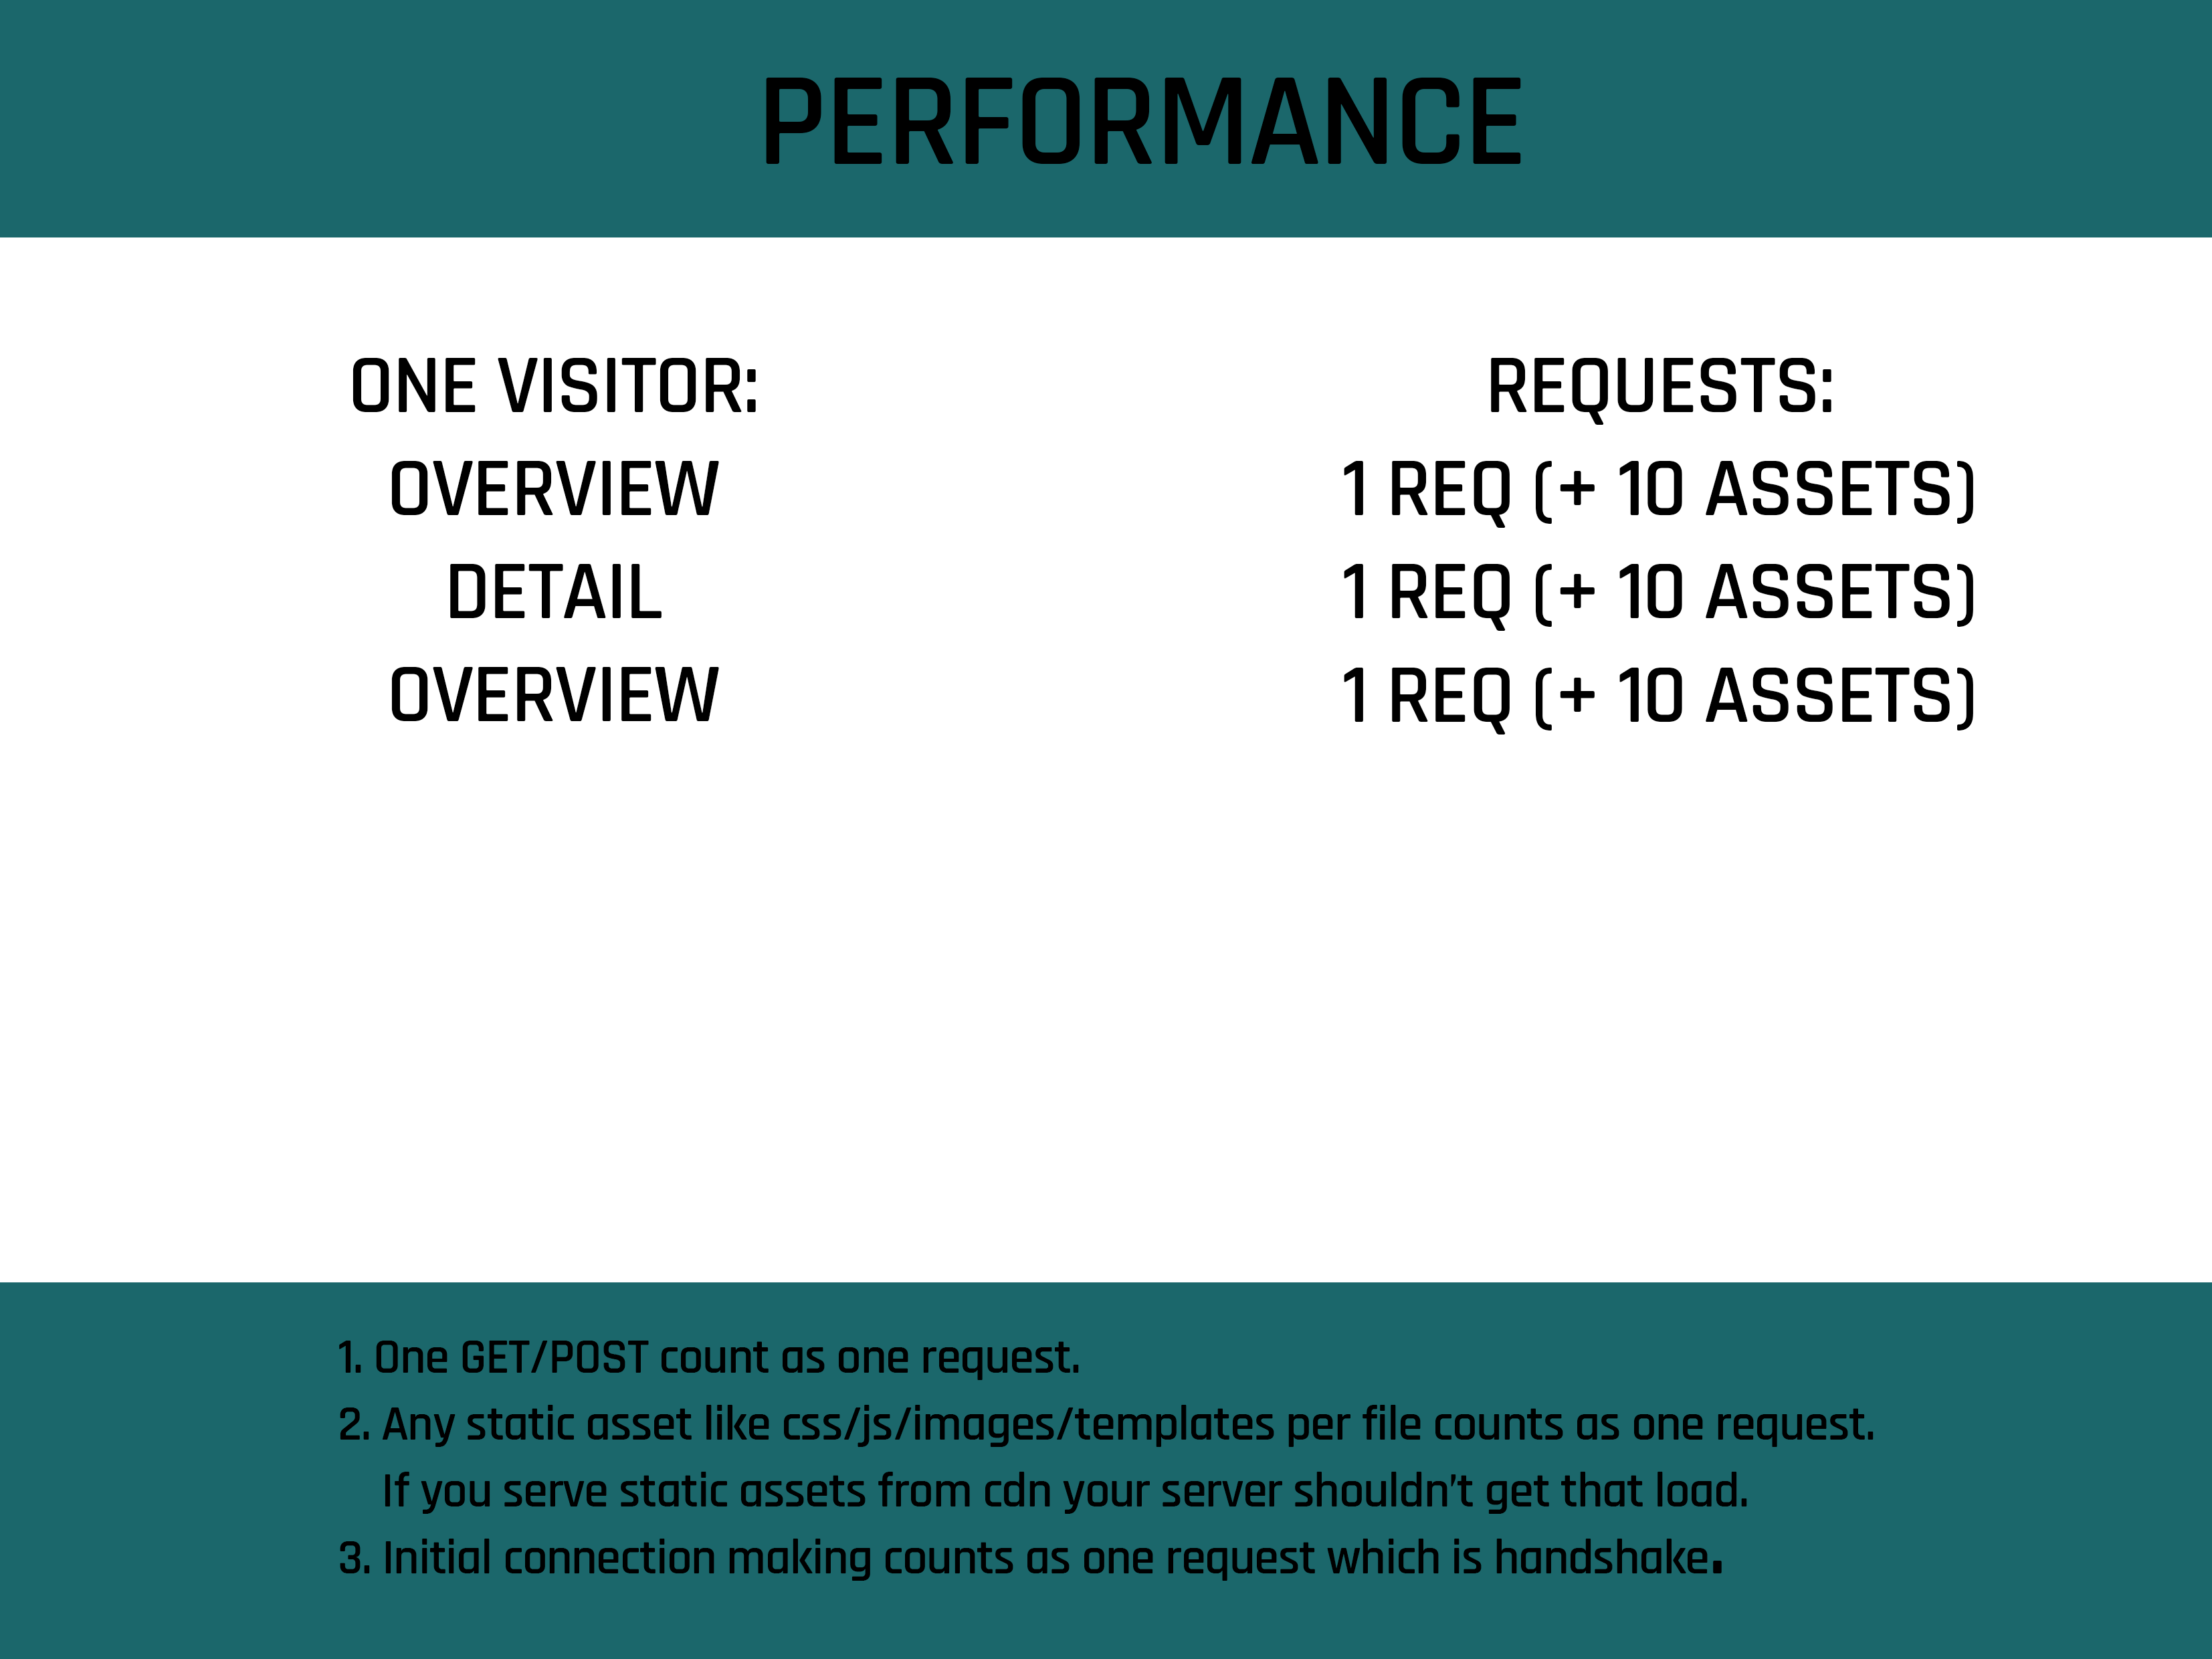 PERFORMANCE
ONE VISITOR:
OVERVIEW
DETAIL
OVERVIEW
REQUESTS:
1 REQ (+ 10 ASSETS)
1 REQ (+ 10 ASSETS)
1 REQ (+ 10 ASSETS)
1. One GET/POST count as one request.
2. Any static asset like css/js/images/templates per file counts as one request.
If you serve static assets from cdn your server shouldn't get that load.
3. Initial connection making counts as one request which is handshake.